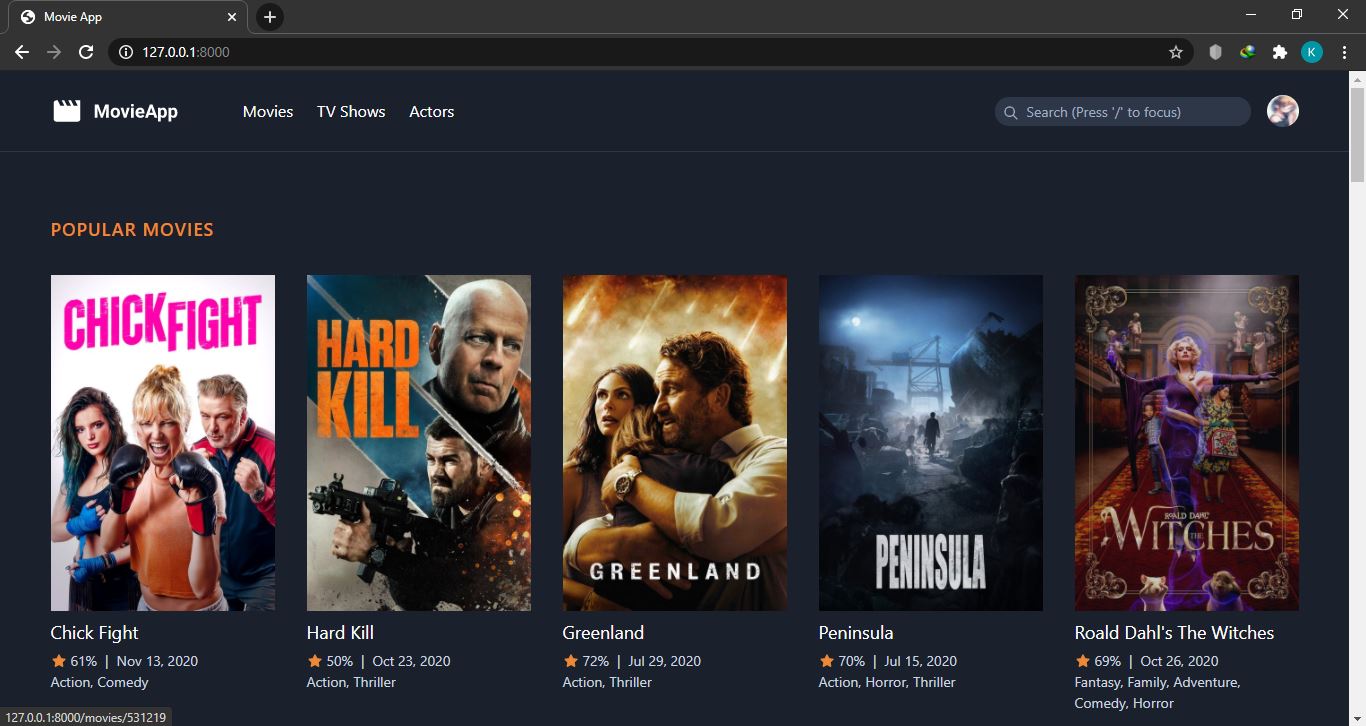 Movie App
127.0.0.1:8000
K
MovieApp Movies TV Shows Actors Search (Press '/' to focus)
POPULAR MOVIES
CHICK FIGHT
HARD
KILL
GREENLAND
PENINSULA
ROALD DAHL'S
THE
WITCHES
Chick Fight
61% | Nov 13, 2020
Action, Comedy
Hard Kill
50% | Oct 23, 2020
Action, Thriller
Greenland
72% | Jul 29, 2020
Action, Thriller
Peninsula
70% | Jul 15, 2020
Action, Horror, Thriller
Roald Dahl's The Witches
69% | Oct 26, 2020
Fantasy, Family, Adventure,
Comedy, Horror
127.0.0.1:8000/movies/531219